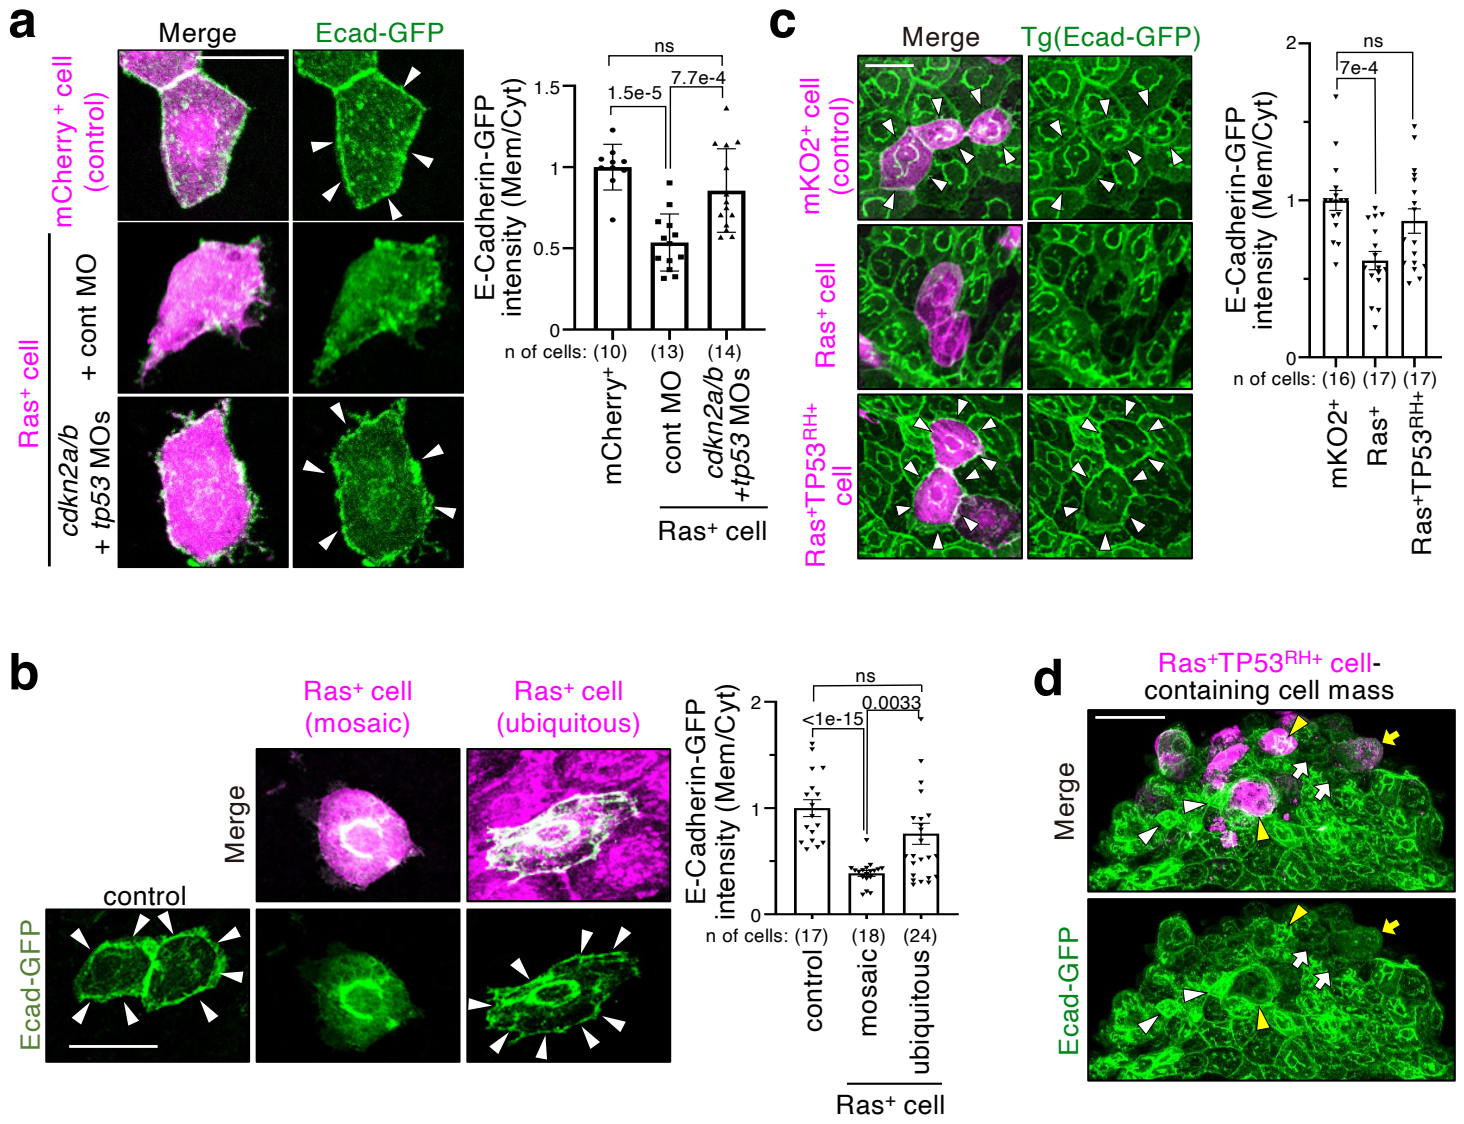 a
Merge
Ecad-GFP
mCherry⁺ cell
(control)
Ras⁺ cell
+ cont MO
cdkn2a/b
+ tp53 MOs
E-Cadherin-GFP
intensity (Mem/Cyt)
1.5
1
0.5
0
ns
1.5e-5
7.7e-4
n of cells: (10) (13) (14)
mCherry⁺
cont MO
cdkn2a/b
+tp53 MOs
Ras⁺ cell
c
Merge
Tg(Ecad-GFP)
mKO2⁺ cell
(control)
Ras⁺ cell
Ras⁺TP53ᴿᴴ⁺
cell
E-Cadherin-GFP
intensity (Mem/Cyt)
2
1
0
ns
7e-4
n of cells: (16) (17) (17)
mKO2⁺
Ras⁺
Ras⁺TP53ᴿᴴ⁺
b
Ras⁺ cell
(mosaic)
Ras⁺ cell
(ubiquitous)
Merge
control
Ecad-GFP
E-Cadherin-GFP
intensity (Mem/Cyt)
2
1
0
ns
<1e-15
0.0033
n of cells: (17) (18) (24)
control
mosaic
ubiquitous
Ras⁺ cell
d
Ras⁺TP53ᴿᴴ⁺ cell-
containing cell mass
Merge
Ecad-GFP